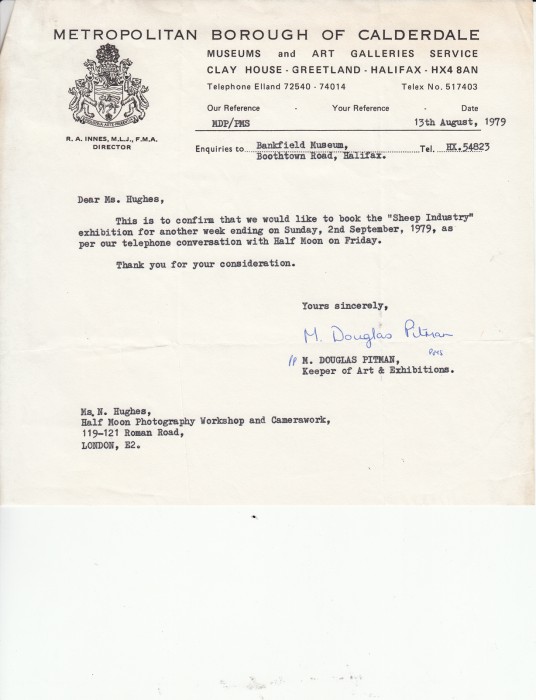 METROPOLITAN BOROUGH OF CALDERDALE
MUSEUMS and ART GALLERIES SERVICE
CLAY HOUSE - GREETLAND - HALIFAX - HX4 8AN
Telephone Elland 72540 - 74014 Telex No. 517403
Our Reference - Your Reference - Date
MDP/PMS 13th August, 1979
R. A. INNES, M.L.J., F.M.A.
DIRECTOR
Enquiries to Bankfield Museum, Tel. HX.54823
Boothtown Road, Halifax.
Dear Ms. Hughes,
This is to confirm that we would like to book the "Sheep Industry"
exhibition for another week ending on Sunday, 2nd September, 1979, as
per our telephone conversation with Half Moon on Friday.
Thank you for your consideration.
Yours sincerely,
M. Douglas Pitman
PMS
pp M. DOUGLAS PITMAN,
Keeper of Art & Exhibitions.
Ms. N. Hughes,
Half Moon Photography Workshop and Camerawork,
119-121 Roman Road,
LONDON, E2.